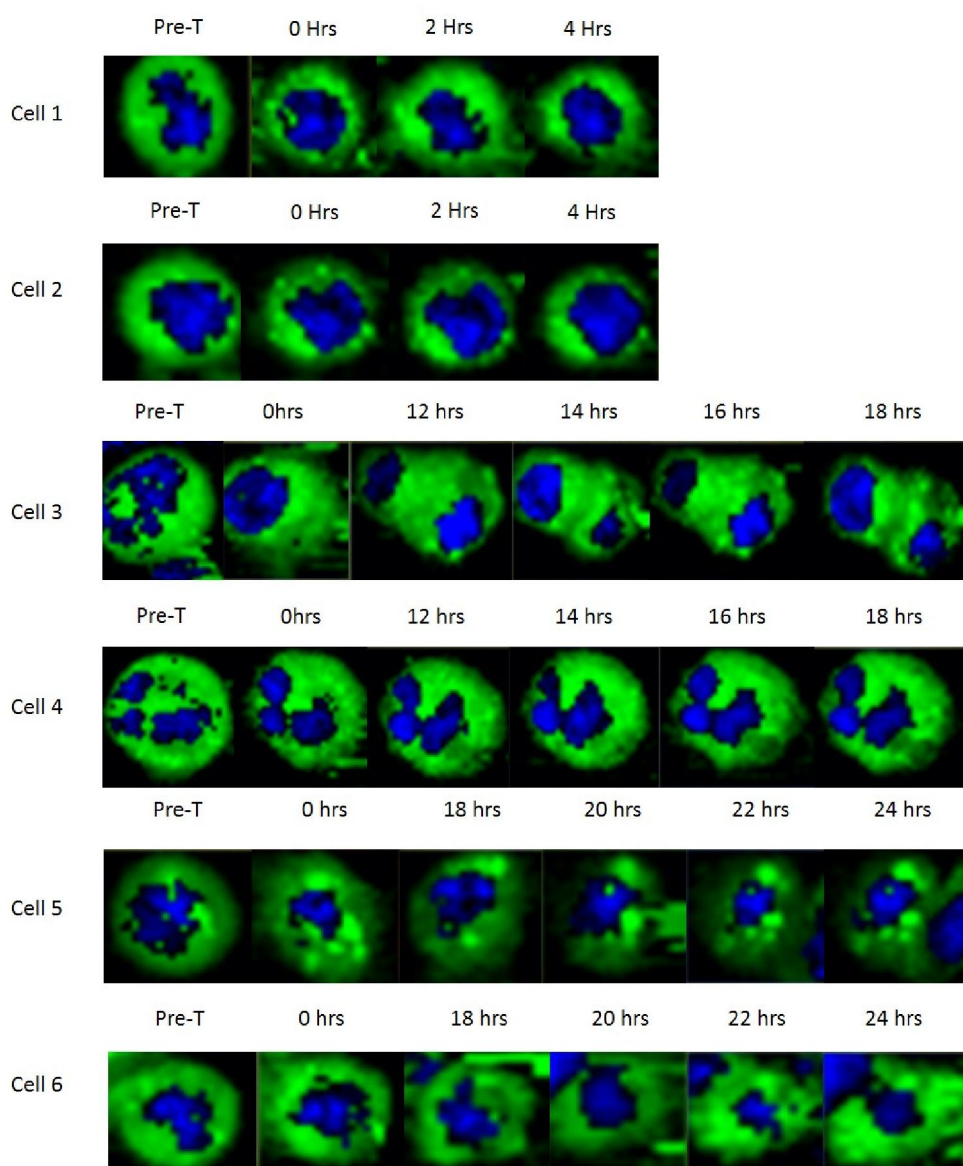 Pre-T 0 Hrs 2 Hrs 4 Hrs
Cell 1
Pre-T 0 Hrs 2 Hrs 4 Hrs
Cell 2
Pre-T 0hrs 12 hrs 14 hrs 16 hrs 18 hrs
Cell 3
Pre-T 0hrs 12 hrs 14 hrs 16 hrs 18 hrs
Cell 4
Pre-T 0 hrs 18 hrs 20 hrs 22 hrs 24 hrs
Cell 5
Pre-T 0 hrs 18 hrs 20 hrs 22 hrs 24 hrs
Cell 6